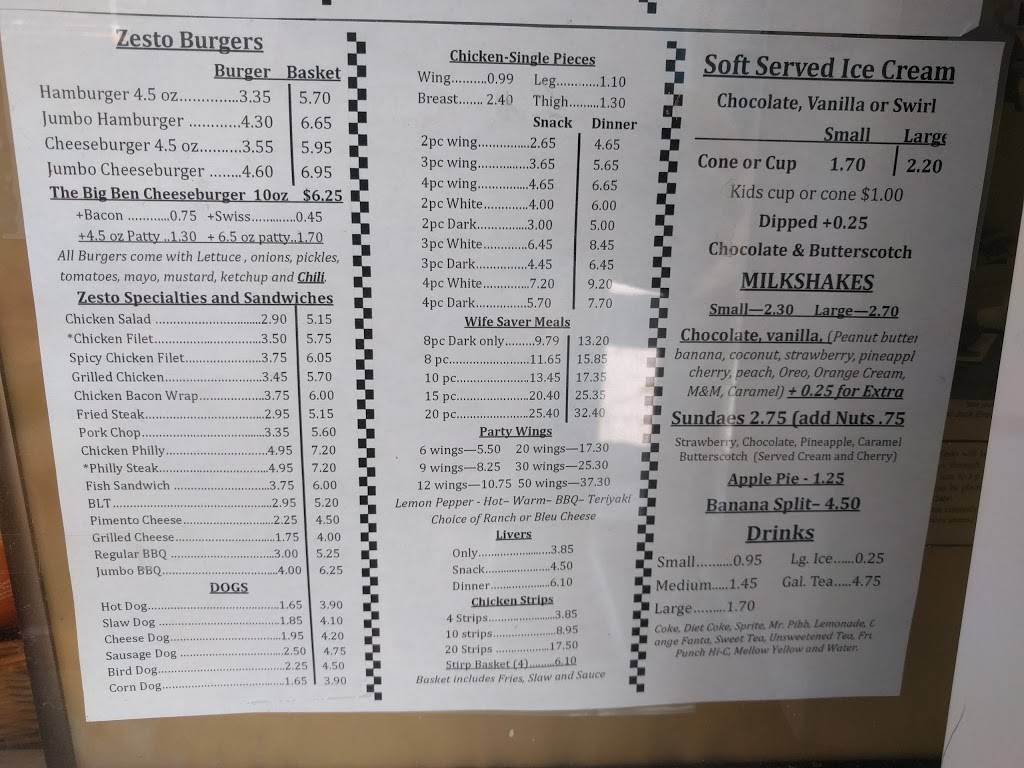 Zesto Burgers
Burger Basket
Hamburger 4.5 oz..............3.35 5.70
Jumbo Hamburger ............4.30 6.65
Cheeseburger 4.5 oz..........3.55 5.95
Jumbo Cheeseburger ........4.60 6.95
The Big Ben Cheeseburger 10oz $6.25
+Bacon ............0.75 +Swiss............0.45
+4.5 oz Patty ..1.30 + 6.5 oz patty..1.70
All Burgers come with Lettuce , onions, pickles,
tomatoes, mayo, mustard, ketchup and Chili.
Zesto Specialties and Sandwiches
Chicken Salad ................................2.90 5.15
*Chicken Filet................................3.50 5.75
Spicy Chicken Filet........................3.75 6.05
Grilled Chicken..............................3.45 5.70
Chicken Bacon Wrap......................3.75 6.00
Fried Steak....................................2.95 5.15
Pork Chop.....................................3.35 5.60
Chicken Philly................................4.95 7.20
*Philly Steak..................................4.95 7.20
Fish Sandwich ..............................3.75 6.00
BLT...............................................2.95 5.20
Pimento Cheese.............................2.25 4.50
Grilled Cheese...............................1.75 4.00
Regular BBQ .................................3.00 5.25
Jumbo BBQ...................................4.00 6.25
DOGS
Hot Dog........................................1.65 3.90
Slaw Dog ......................................1.85 4.10
Cheese Dog...................................1.95 4.20
Sausage Dog .................................2.50 4.75
Bird Dog.......................................2.25 4.50
Corn Dog......................................1.65 3.90
Chicken-Single Pieces
Wing.........0.99 Leg...........1.10
Breast....... 2.40 Thigh.........1.30
Snack Dinner
2pc wing...............2.65 4.65
3pc wing...............3.65 5.65
4pc wing...............4.65 6.65
2pc White..............4.00 6.00
2pc Dark...............3.00 5.00
3pc White..............6.45 8.45
3pc Dark...............4.45 6.45
4pc White..............7.20 9.20
4pc Dark...............5.70 7.70
Wife Saver Meals
8pc Dark only........9.79 13.20
8 pc.....................11.65 15.85
10 pc...................13.45 17.35
15 pc...................20.40 25.35
20 pc...................25.40 32.40
Party Wings
6 wings—5.50 20 wings—17.30
9 wings—8.25 30 wings—25.30
12 wings—10.75 50 wings—37.30
Lemon Pepper - Hot– Warm– BBQ– Teriyaki
Choice of Ranch or Bleu Cheese
Livers
Only........................3.85
Snack......................4.50
Dinner.....................6.10
Chicken Strips
4 Strips....................3.85
10 strips...................8.95
20 Strips .................17.50
Stirp Basket (4).........6.10
Basket includes Fries, Slaw and Sauce
Soft Served Ice Cream
Chocolate, Vanilla or Swirl
Small Large
Cone or Cup 1.70 2.20
Kids cup or cone $1.00
Dipped +0.25
Chocolate & Butterscotch
MILKSHAKES
Small—2.30 Large—2.70
Chocolate, vanilla, (Peanut butter
banana, coconut, strawberry, pineappl
cherry, peach, Oreo, Orange Cream,
M&M, Caramel) + 0.25 for Extra
Sundaes 2.75 (add Nuts .75
Strawberry, Chocolate, Pineapple, Caramel
Butterscotch (Served Cream and Cherry)
Apple Pie - 1.25
Banana Split– 4.50
Drinks
Small..........0.95 Lg. Ice.....0.25
Medium....1.45 Gal. Tea.....4.75
Large.........1.70
Coke, Diet Coke, Sprite, Mr. Pibb, Lemonade,
ange Fanta, Sweet Tea, Unsweetened Tea, Fru
Punch Hi-C, Mellow Yellow and Water.